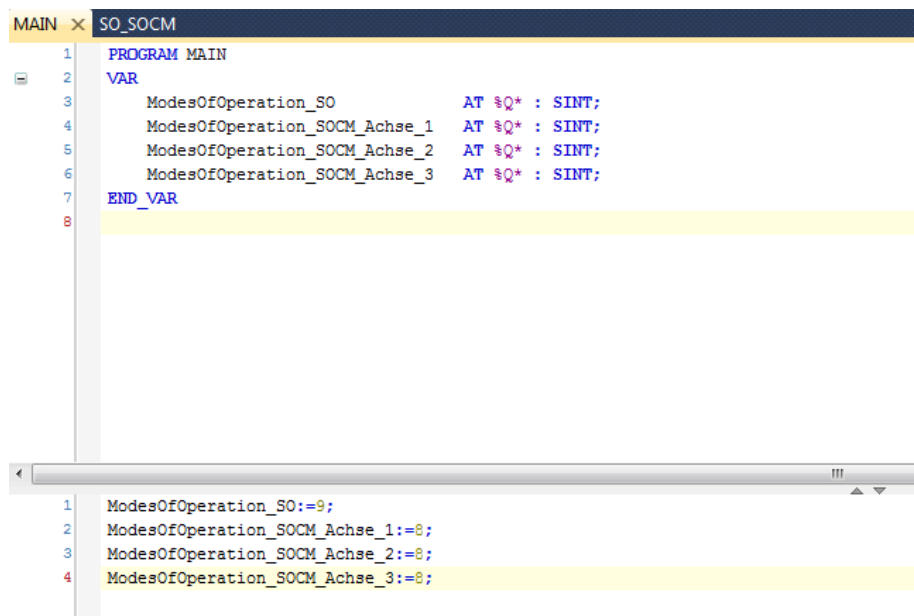 MAIN × SO_SOCM
1 PROGRAM MAIN
2 VAR
3 ModesOfOperation_SO AT %Q* : SINT;
4 ModesOfOperation_SOCM_Achse_1 AT %Q* : SINT;
5 ModesOfOperation_SOCM_Achse_2 AT %Q* : SINT;
6 ModesOfOperation_SOCM_Achse_3 AT %Q* : SINT;
7 END_VAR
8
1 ModesOfOperation_SO:=9;
2 ModesOfOperation_SOCM_Achse_1:=8;
3 ModesOfOperation_SOCM_Achse_2:=8;
4 ModesOfOperation_SOCM_Achse_3:=8;